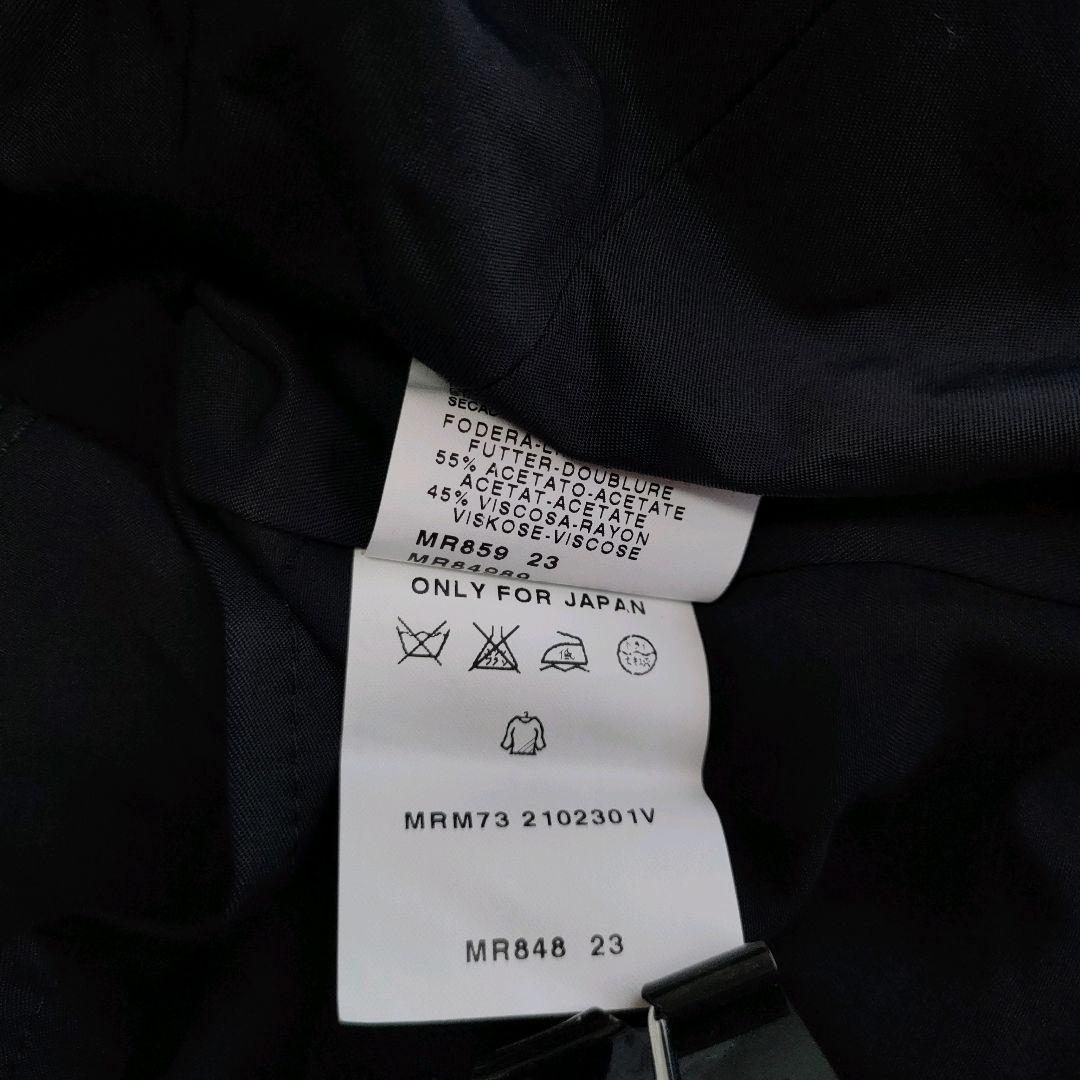 FODERA-
FUTTER-DOUBLURE
55% ACETATO-ACETATE
ACETAT-ACETATE
45% VISCOSA-RAYON
VISKOSE-VISCOSE
MR859 23
ONLY FOR JAPAN
低
MRM73 2102301V
MR848 23